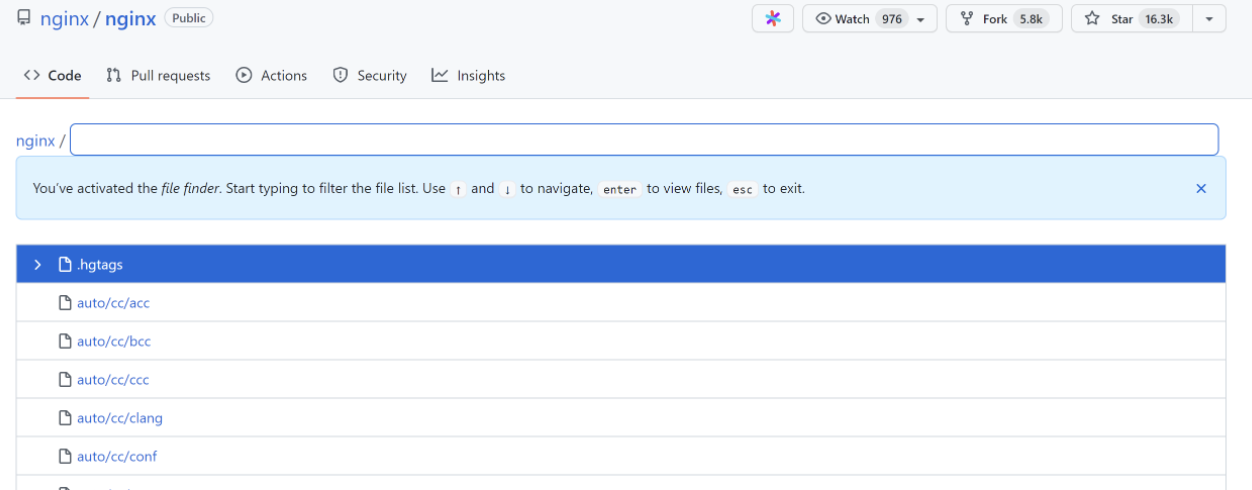 nginx / nginx Public Watch 976 Fork 5.8k Star 16.3k
Code Pull requests Actions Security Insights
nginx /
You've activated the file finder. Start typing to filter the file list. Use ↑ and ↓ to navigate, enter to view files, esc to exit.
.hgtags
auto/cc/acc
auto/cc/bcc
auto/cc/ccc
auto/cc/clang
auto/cc/conf